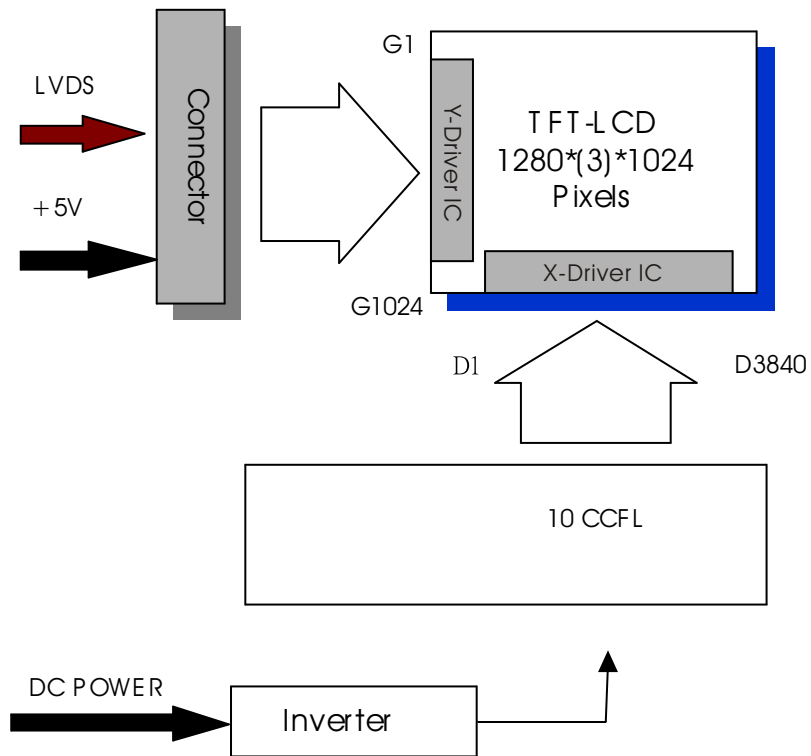 G1
LVDS
Connector
+5V
Y-Driver IC
TFT-LCD
1280*(3)*1024
Pixels
X-Driver IC
G1024
D1
D3840
10 CCFL
DC POWER
Inverter